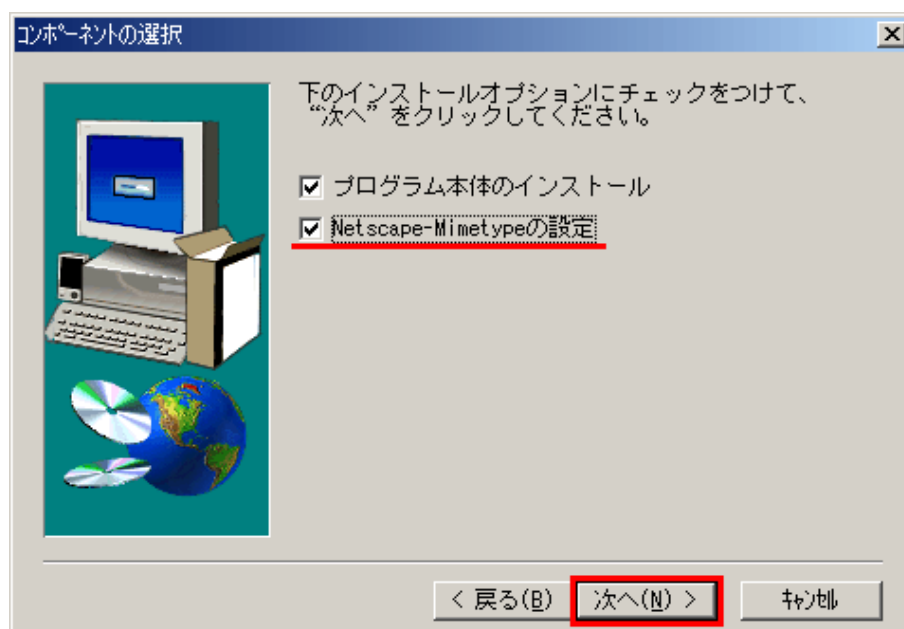 ｺﾝﾎﾟｰﾈﾝﾄの選択
下のインストールオプションにチェックをつけて、
“次へ” をクリックしてください。
プログラム本体のインストール
Netscape-Mimetypeの設定
< 戻る(B)
次へ(N) >
ｷｬﾝｾﾙ